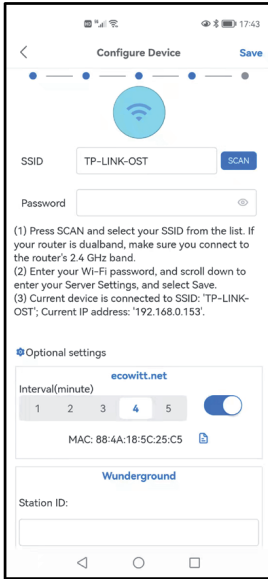 17:43
Configure Device
Save
SSID
TP-LINK-OST
SCAN
Password
(1) Press SCAN and select your SSID from the list. If
your router is dualband, make sure you connect to
the router's 2.4 GHz band.
(2) Enter your Wi-Fi password, and scroll down to
enter your Server Settings, and select Save.
(3) Current device is connected to SSID: 'TP-LINK-
OST'; Current IP address: '192.168.0.153'.
Optional settings
ecowitt.net
Interval(minute)
1 2 3 4 5
MAC: 88:4A:18:5C:25:C5
Wunderground
Station ID: